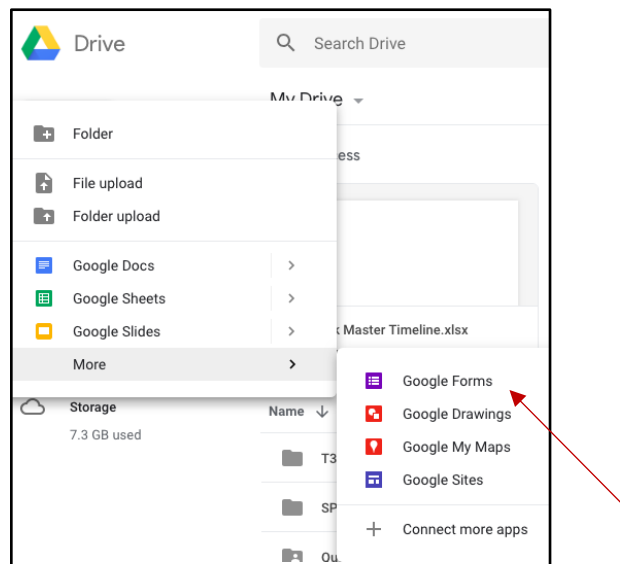 Drive
Search Drive
My Drive
Folder
ess
File upload
Folder upload
Google Docs
Google Sheets
Google Slides
Master Timeline.xlsx
More
Google Forms
Storage
Name
Google Drawings
7.3 GB used
T3
Google My Maps
Google Sites
SP
Connect more apps
Qu